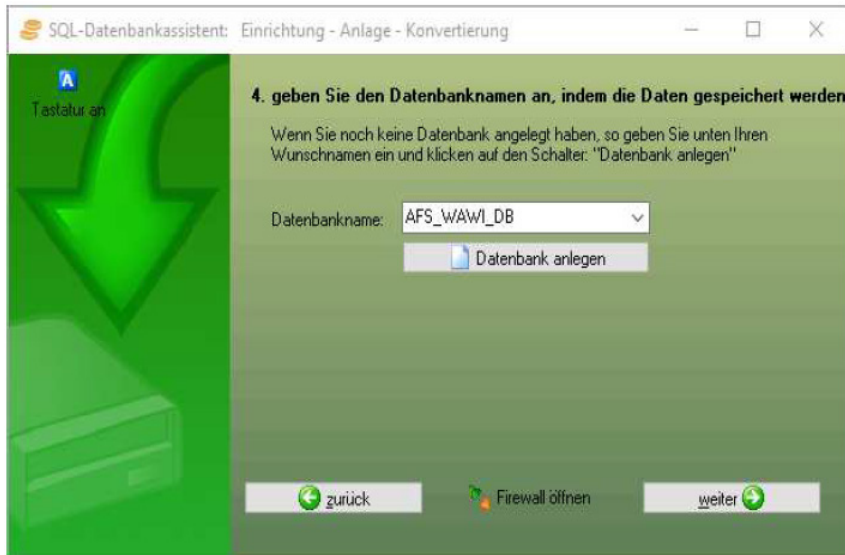 SQL-Datenbankassistent: Einrichtung - Anlage - Konvertierung
A
Tastatur an
4. geben Sie den Datenbanknamen an, indem die Daten gespeichert werden
Wenn Sie noch keine Datenbank angelegt haben, so geben Sie unten Ihren
Wunschnamen ein und klicken auf den Schalter: "Datenbank anlegen"
Datenbankname: AFS_WAWI_DB
Datenbank anlegen
zurück Firewall öffnen weiter